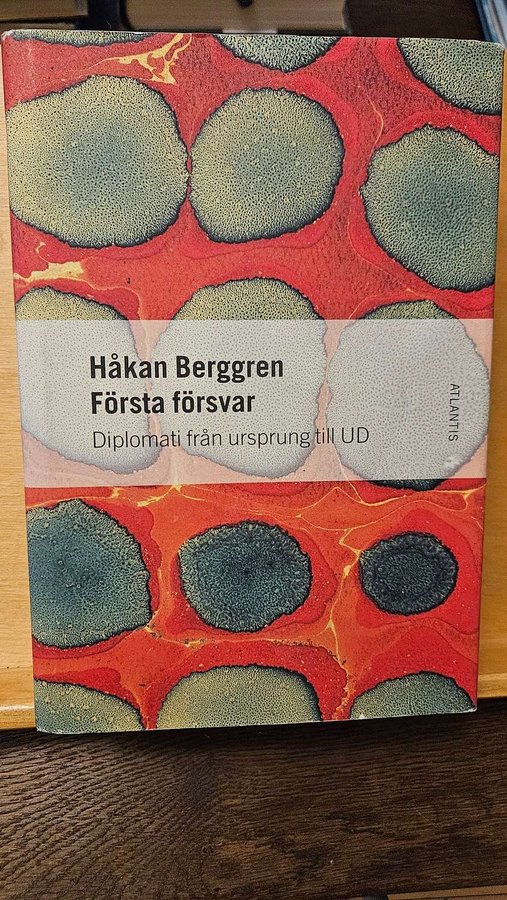 Håkan Berggren
Första försvar
Diplomati från ursprung till UD
ATLANTIS